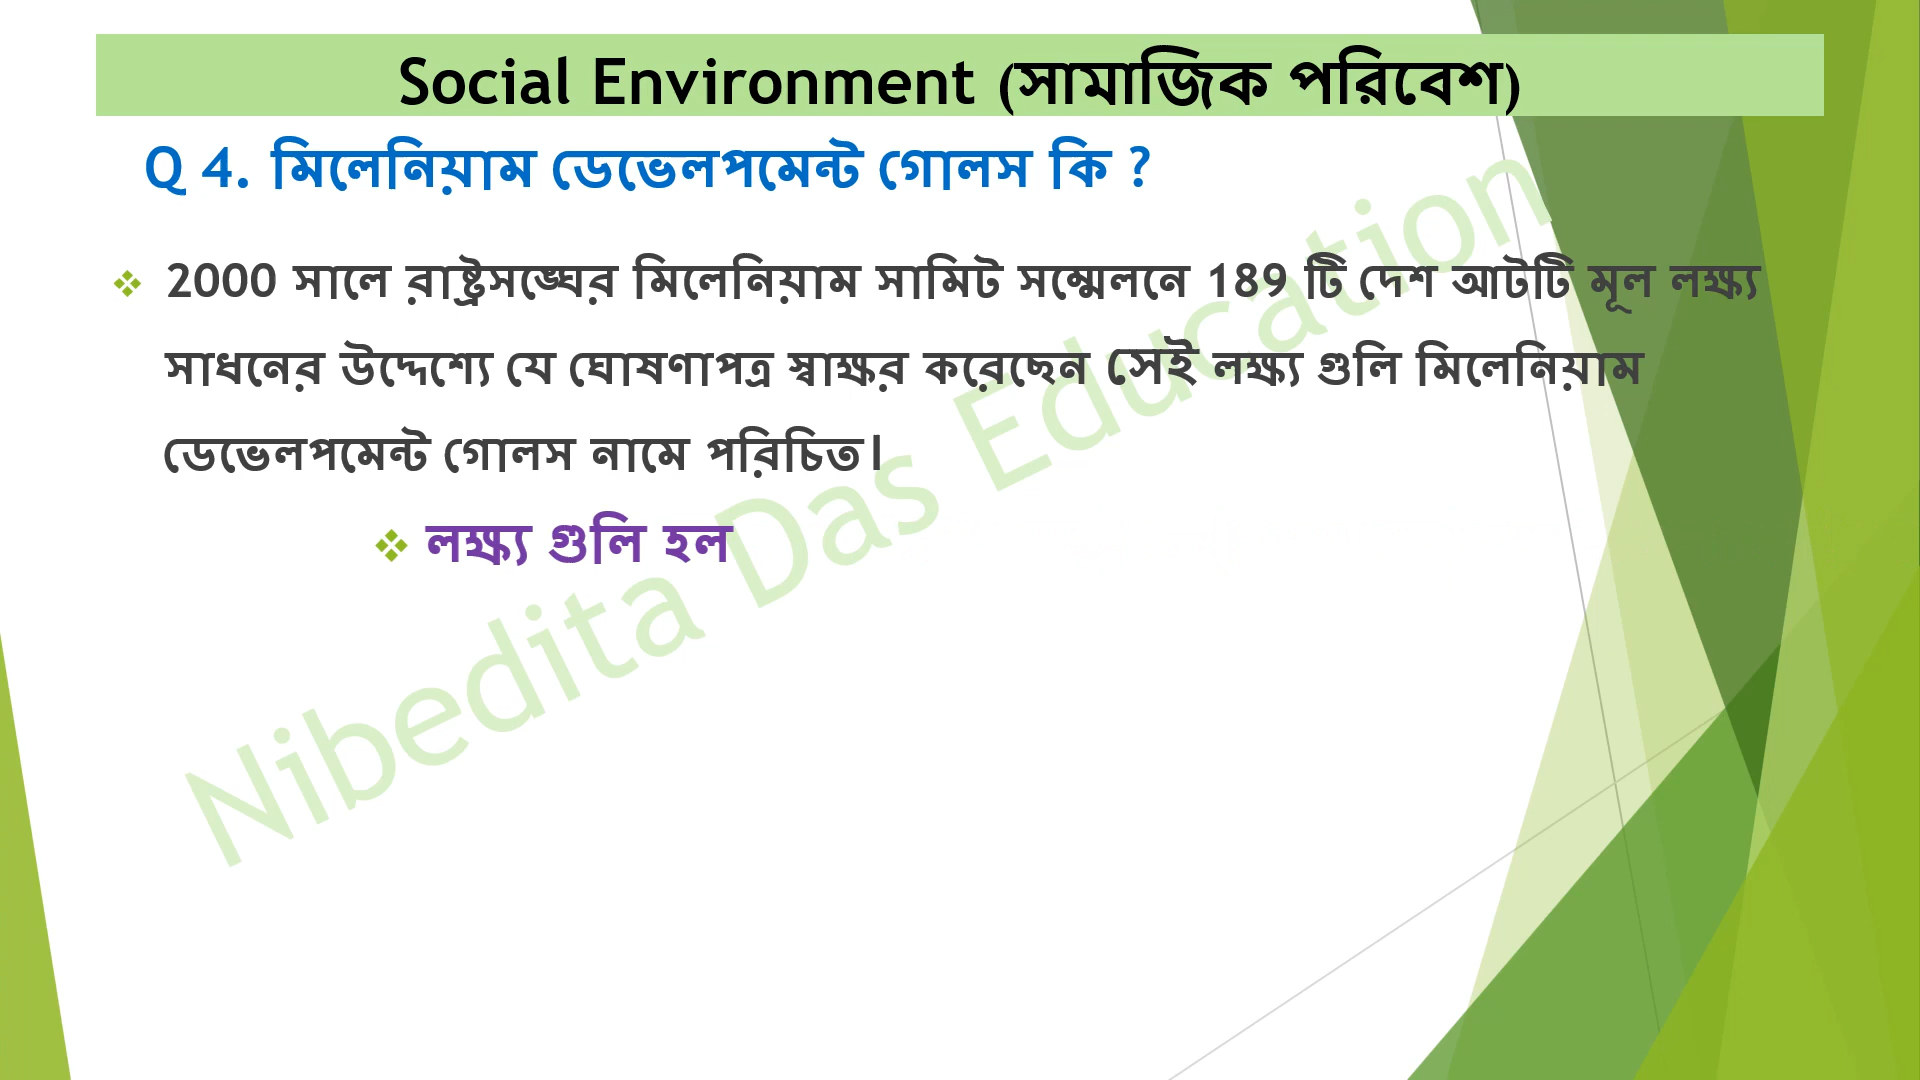 Social Environment (সামাজিক পরিবেশ)
Q 4. মিলেনিয়াম ডেভেলপমেন্ট গোলস কি ?
2000 সালে রাষ্ট্রসঙ্ঘের মিলেনিয়াম সামিট সম্মেলনে 189 টি দেশ আটটি মূল লক্ষ্য
সাধনের উদ্দেশ্যে যে ঘোষণাপত্র স্বাক্ষর করেছেন সেই লক্ষ্য গুলি মিলেনিয়াম
ডেভেলপমেন্ট গোলস নামে পরিচিত।
লক্ষ্য গুলি হল
Nibedita Das Education